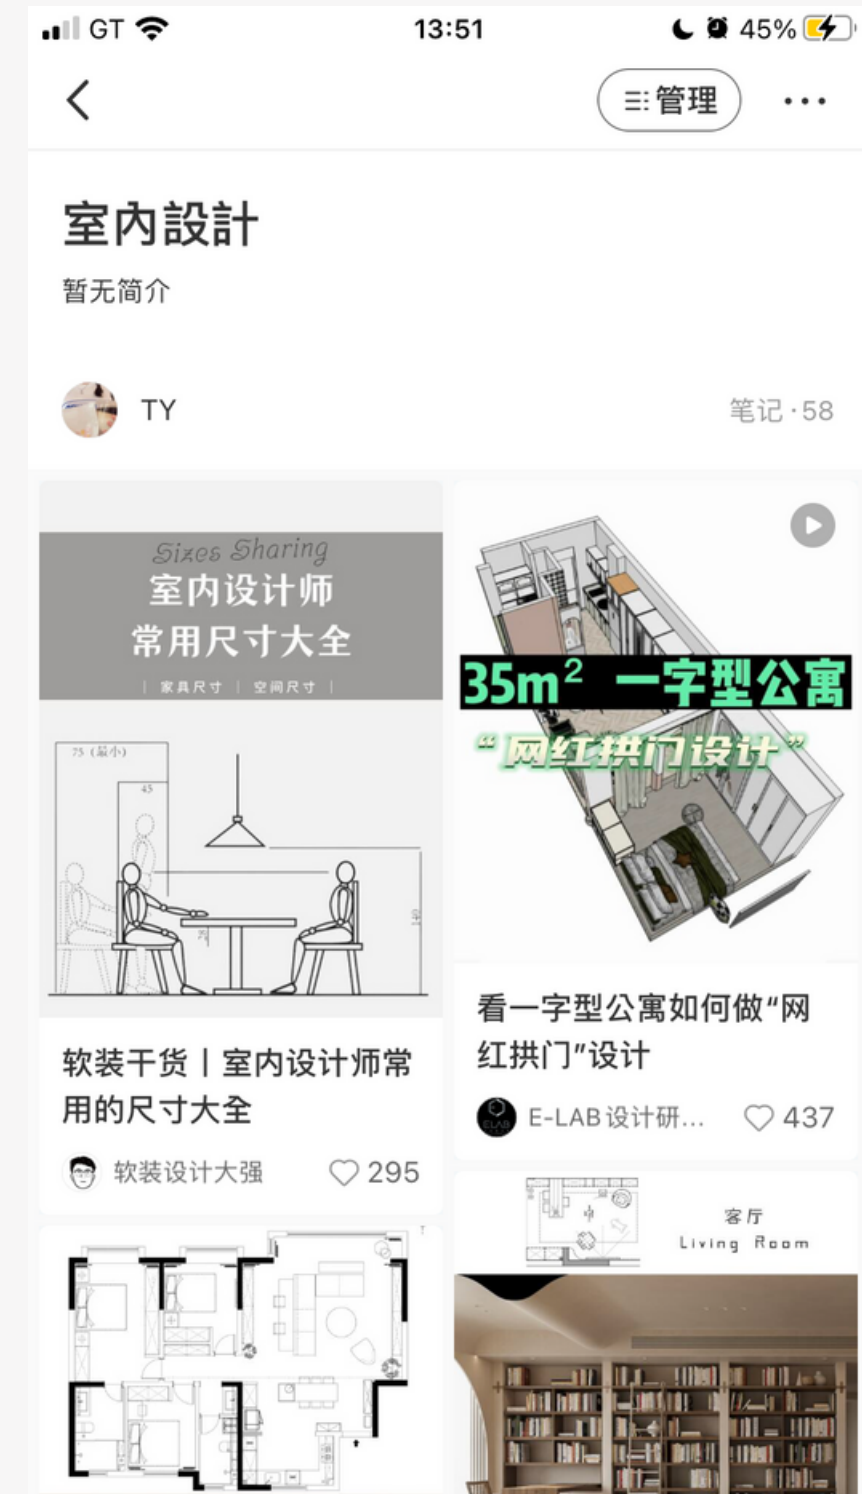 GT
13:51
45%
管理
室內設計
暂无简介
TY
笔记·58
Sizes Sharing
室内设计师
常用尺寸大全
| 家具尺寸 | 空间尺寸 |
75 (最小)
45
140
78
软装干货丨室内设计师常
用的尺寸大全
软装设计大强
295
35m² 一字型公寓
“网红拱门设计”
看一字型公寓如何做“网
红拱门”设计
E-LAB设计研...
437
客厅
Living Room